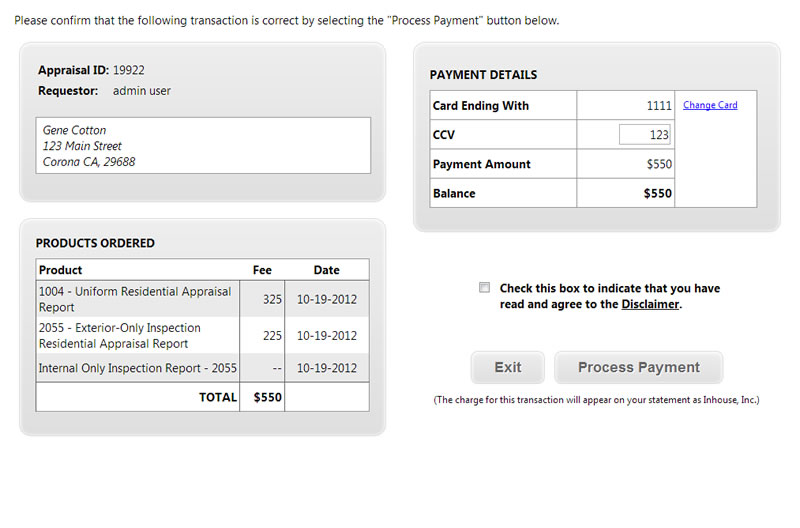 Please confirm that the following transaction is correct by selecting the "Process Payment" button below.
Appraisal ID: 19922
Requestor: admin user
Gene Cotton
123 Main Street
Corona CA, 29688
PRODUCTS ORDERED
Product Fee Date
1004 - Uniform Residential Appraisal
Report 325 10-19-2012
2055 - Exterior-Only Inspection
Residential Appraisal Report 225 10-19-2012
Internal Only Inspection Report - 2055 -- 10-19-2012
TOTAL $550
PAYMENT DETAILS
Card Ending With 1111 Change Card
CCV 123
Payment Amount $550
Balance $550
Check this box to indicate that you have
read and agree to the Disclaimer.
Exit Process Payment
(The charge for this transaction will appear on your statement as Inhouse, Inc.)